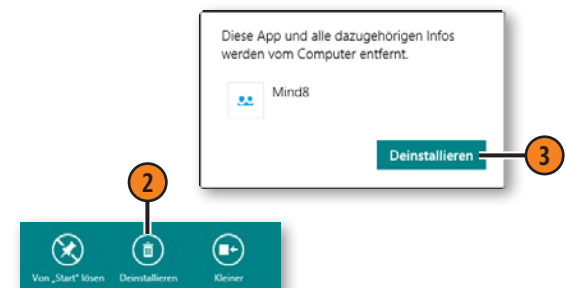 Diese App und alle dazugehörigen Infos
werden vom Computer entfernt.
Mind8
Deinstallieren
3
2
Von „Start" lösen Deinstallieren Kleiner